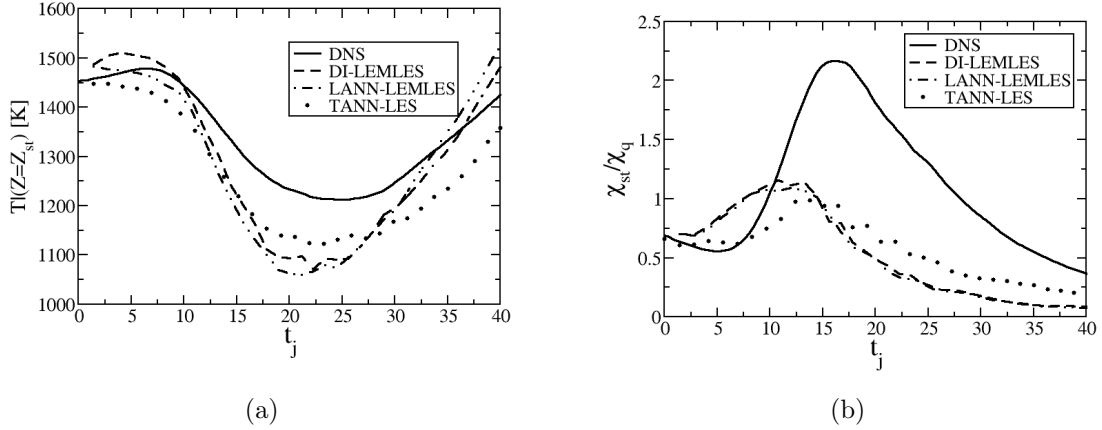 1600
1500
1400
1300
1200
1100
1000
T|(Z=Z_st) [K]
DNS
DI-LEMLES
LANN-LEMLES
TANN-LES
0 5 10 15 20 25 30 35 40
t_j
(a)
2.5
2
1.5
1
0.5
0
χ_st/χ_q
DNS
DI-LEMLES
LANN-LEMLES
TANN-LES
0 5 10 15 20 25 30 35 40
t_j
(b)